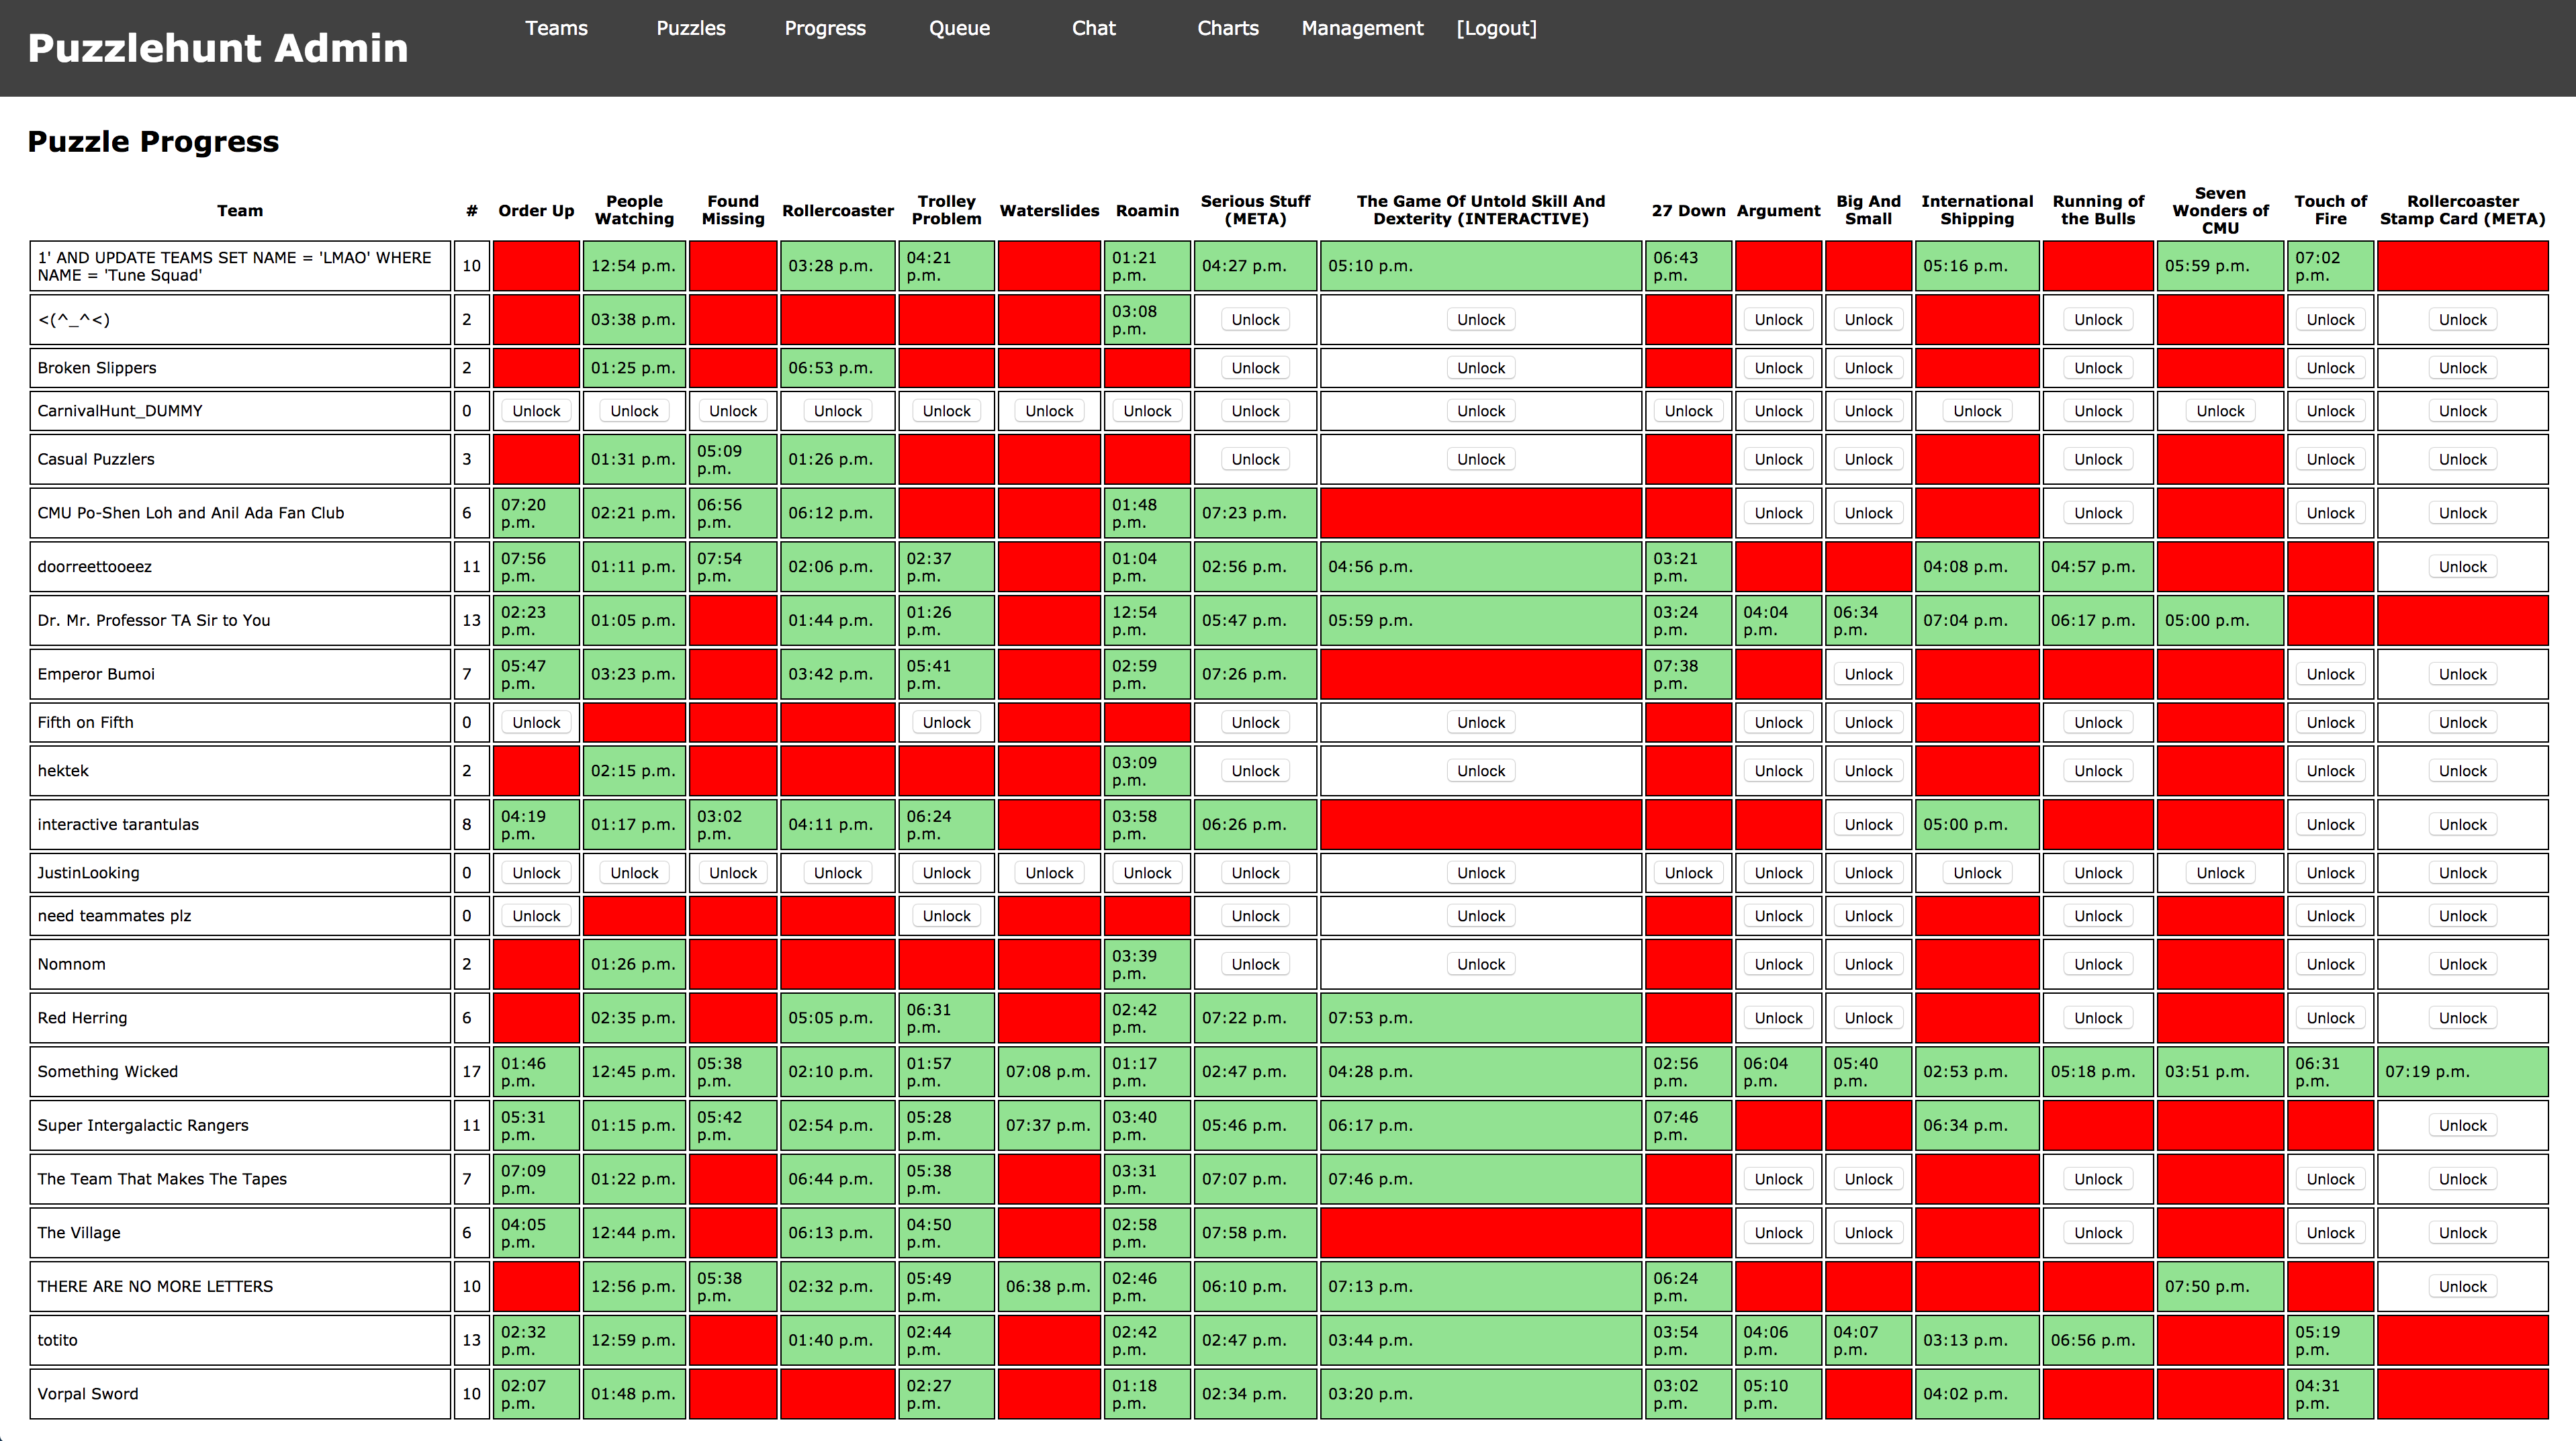 Puzzlehunt Admin
Teams Puzzles Progress Queue Chat Charts Management [Logout]
Puzzle Progress
Team # Order Up People Watching Found Missing Rollercoaster Trolley Problem Waterslides Roamin Serious Stuff (META) The Game Of Untold Skill And Dexterity (INTERACTIVE) 27 Down Argument Big And Small International Shipping Running of the Bulls Seven Wonders of CMU Touch of Fire Rollercoaster Stamp Card (META)
1' AND UPDATE TEAMS SET NAME = 'LMAO' WHERE NAME = 'Tune Squad' 10 12:54 p.m. 03:28 p.m. 04:21 p.m. 01:21 p.m. 04:27 p.m. 05:10 p.m. 06:43 p.m. 05:16 p.m. 05:59 p.m. 07:02 p.m.
<(^_^<) 2 03:38 p.m. 03:08 p.m. Unlock Unlock Unlock Unlock Unlock Unlock Unlock
Broken Slippers 2 01:25 p.m. 06:53 p.m. Unlock Unlock Unlock Unlock Unlock Unlock Unlock
CarnivalHunt_DUMMY 0 Unlock Unlock Unlock Unlock Unlock Unlock Unlock Unlock Unlock Unlock Unlock Unlock Unlock Unlock Unlock Unlock Unlock
Casual Puzzlers 3 01:31 p.m. 05:09 p.m. 01:26 p.m. Unlock Unlock Unlock Unlock Unlock Unlock Unlock
CMU Po-Shen Loh and Anil Ada Fan Club 6 07:20 p.m. 02:21 p.m. 06:56 p.m. 06:12 p.m. 01:48 p.m. 07:23 p.m. Unlock Unlock Unlock Unlock Unlock
doorreettooeez 11 07:56 p.m. 01:11 p.m. 07:54 p.m. 02:06 p.m. 02:37 p.m. 01:04 p.m. 02:56 p.m. 04:56 p.m. 03:21 p.m. 04:08 p.m. 04:57 p.m. Unlock
Dr. Mr. Professor TA Sir to You 13 02:23 p.m. 01:05 p.m. 01:44 p.m. 01:26 p.m. 12:54 p.m. 05:47 p.m. 05:59 p.m. 03:24 p.m. 04:04 p.m. 06:34 p.m. 07:04 p.m. 06:17 p.m. 05:00 p.m.
Emperor Bumoi 7 05:47 p.m. 03:23 p.m. 03:42 p.m. 05:41 p.m. 02:59 p.m. 07:26 p.m. 07:38 p.m. Unlock Unlock Unlock
Fifth on Fifth 0 Unlock Unlock Unlock Unlock Unlock Unlock Unlock Unlock Unlock
hektek 2 02:15 p.m. 03:09 p.m. Unlock Unlock Unlock Unlock Unlock Unlock Unlock
interactive tarantulas 8 04:19 p.m. 01:17 p.m. 03:02 p.m. 04:11 p.m. 06:24 p.m. 03:58 p.m. 06:26 p.m. Unlock 05:00 p.m. Unlock Unlock
JustinLooking 0 Unlock Unlock Unlock Unlock Unlock Unlock Unlock Unlock Unlock Unlock Unlock Unlock Unlock Unlock Unlock Unlock Unlock
need teammates plz 0 Unlock Unlock Unlock Unlock Unlock Unlock Unlock Unlock Unlock
Nomnom 2 01:26 p.m. 03:39 p.m. Unlock Unlock Unlock Unlock Unlock Unlock Unlock
Red Herring 6 02:35 p.m. 05:05 p.m. 06:31 p.m. 02:42 p.m. 07:22 p.m. 07:53 p.m. Unlock Unlock Unlock Unlock Unlock
Something Wicked 17 01:46 p.m. 12:45 p.m. 05:38 p.m. 02:10 p.m. 01:57 p.m. 07:08 p.m. 01:17 p.m. 02:47 p.m. 04:28 p.m. 02:56 p.m. 06:04 p.m. 05:40 p.m. 02:53 p.m. 05:18 p.m. 03:51 p.m. 06:31 p.m. 07:19 p.m.
Super Intergalactic Rangers 11 05:31 p.m. 01:15 p.m. 05:42 p.m. 02:54 p.m. 05:28 p.m. 07:37 p.m. 03:40 p.m. 05:46 p.m. 06:17 p.m. 07:46 p.m. 06:34 p.m. Unlock
The Team That Makes The Tapes 7 07:09 p.m. 01:22 p.m. 06:44 p.m. 05:38 p.m. 03:31 p.m. 07:07 p.m. 07:46 p.m. Unlock Unlock Unlock Unlock Unlock
The Village 6 04:05 p.m. 12:44 p.m. 06:13 p.m. 04:50 p.m. 02:58 p.m. 07:58 p.m. Unlock Unlock Unlock Unlock Unlock
THERE ARE NO MORE LETTERS 10 12:56 p.m. 05:38 p.m. 02:32 p.m. 05:49 p.m. 06:38 p.m. 02:46 p.m. 06:10 p.m. 07:13 p.m. 06:24 p.m. 07:50 p.m. Unlock
totito 13 02:32 p.m. 12:59 p.m. 01:40 p.m. 02:44 p.m. 02:42 p.m. 02:47 p.m. 03:44 p.m. 03:54 p.m. 04:06 p.m. 04:07 p.m. 03:13 p.m. 06:56 p.m. 05:19 p.m.
Vorpal Sword 10 02:07 p.m. 01:48 p.m. 02:27 p.m. 01:18 p.m. 02:34 p.m. 03:20 p.m. 03:02 p.m. 05:10 p.m. 04:02 p.m. 04:31 p.m.